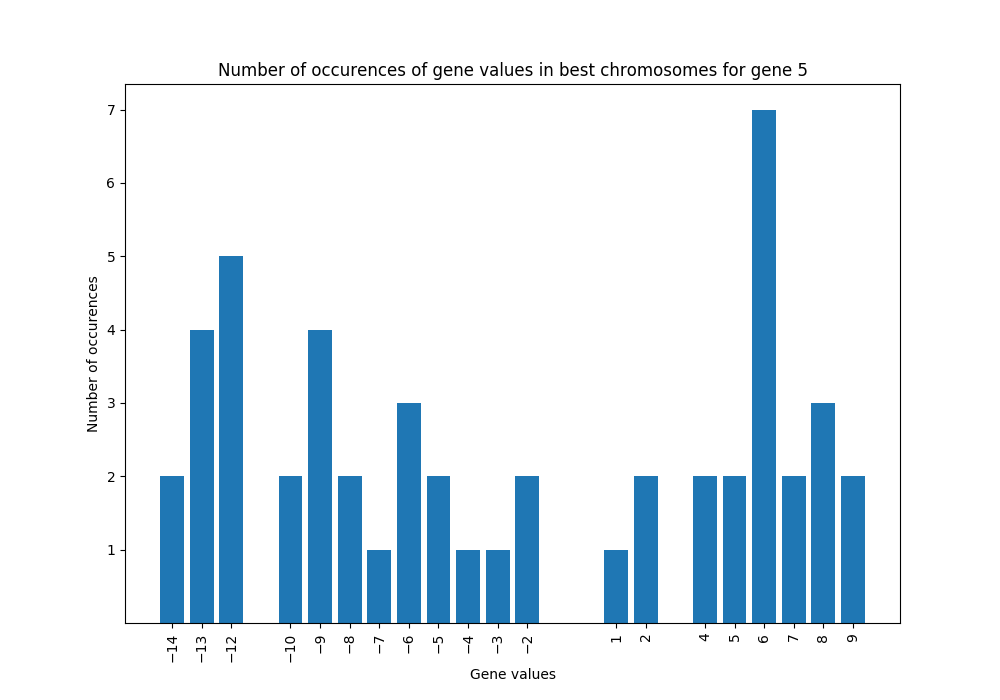 Number of occurences of gene values in best chromosomes for gene 5
7
6
5
4
3
2
1
Number of occurences
−14 −13 −12 −10 −9 −8 −7 −6 −5 −4 −3 −2 1 2 4 5 6 7 8 9
Gene values